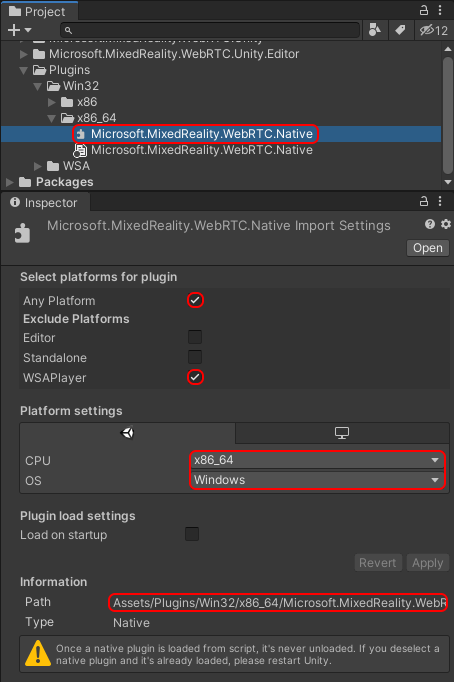 Project
12
Microsoft.MixedReality.WebRTC.Unity.Editor
Plugins
Win32
x86
x86_64
Microsoft.MixedReality.WebRTC.Native
Microsoft.MixedReality.WebRTC.Native
WSA
Packages
Inspector
Microsoft.MixedReality.WebRTC.Native Import Settings
Open
Select platforms for plugin
Any Platform
Exclude Platforms
Editor
Standalone
WSAPlayer
Platform settings
CPU x86_64
OS Windows
Plugin load settings
Load on startup
Revert Apply
Information
Path Assets/Plugins/Win32/x86_64/Microsoft.MixedReality.WebR
Type Native
Once a native plugin is loaded from script, it's never unloaded. If you deselect a
native plugin and it's already loaded, please restart Unity.